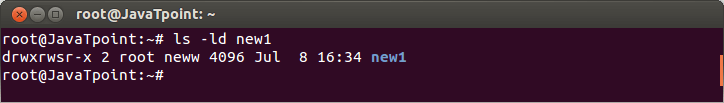 root@JavaTpoint: ~
root@JavaTpoint:~# ls -ld new1
drwxrwsr-x 2 root neww 4096 Jul  8 16:34 new1
root@JavaTpoint:~#